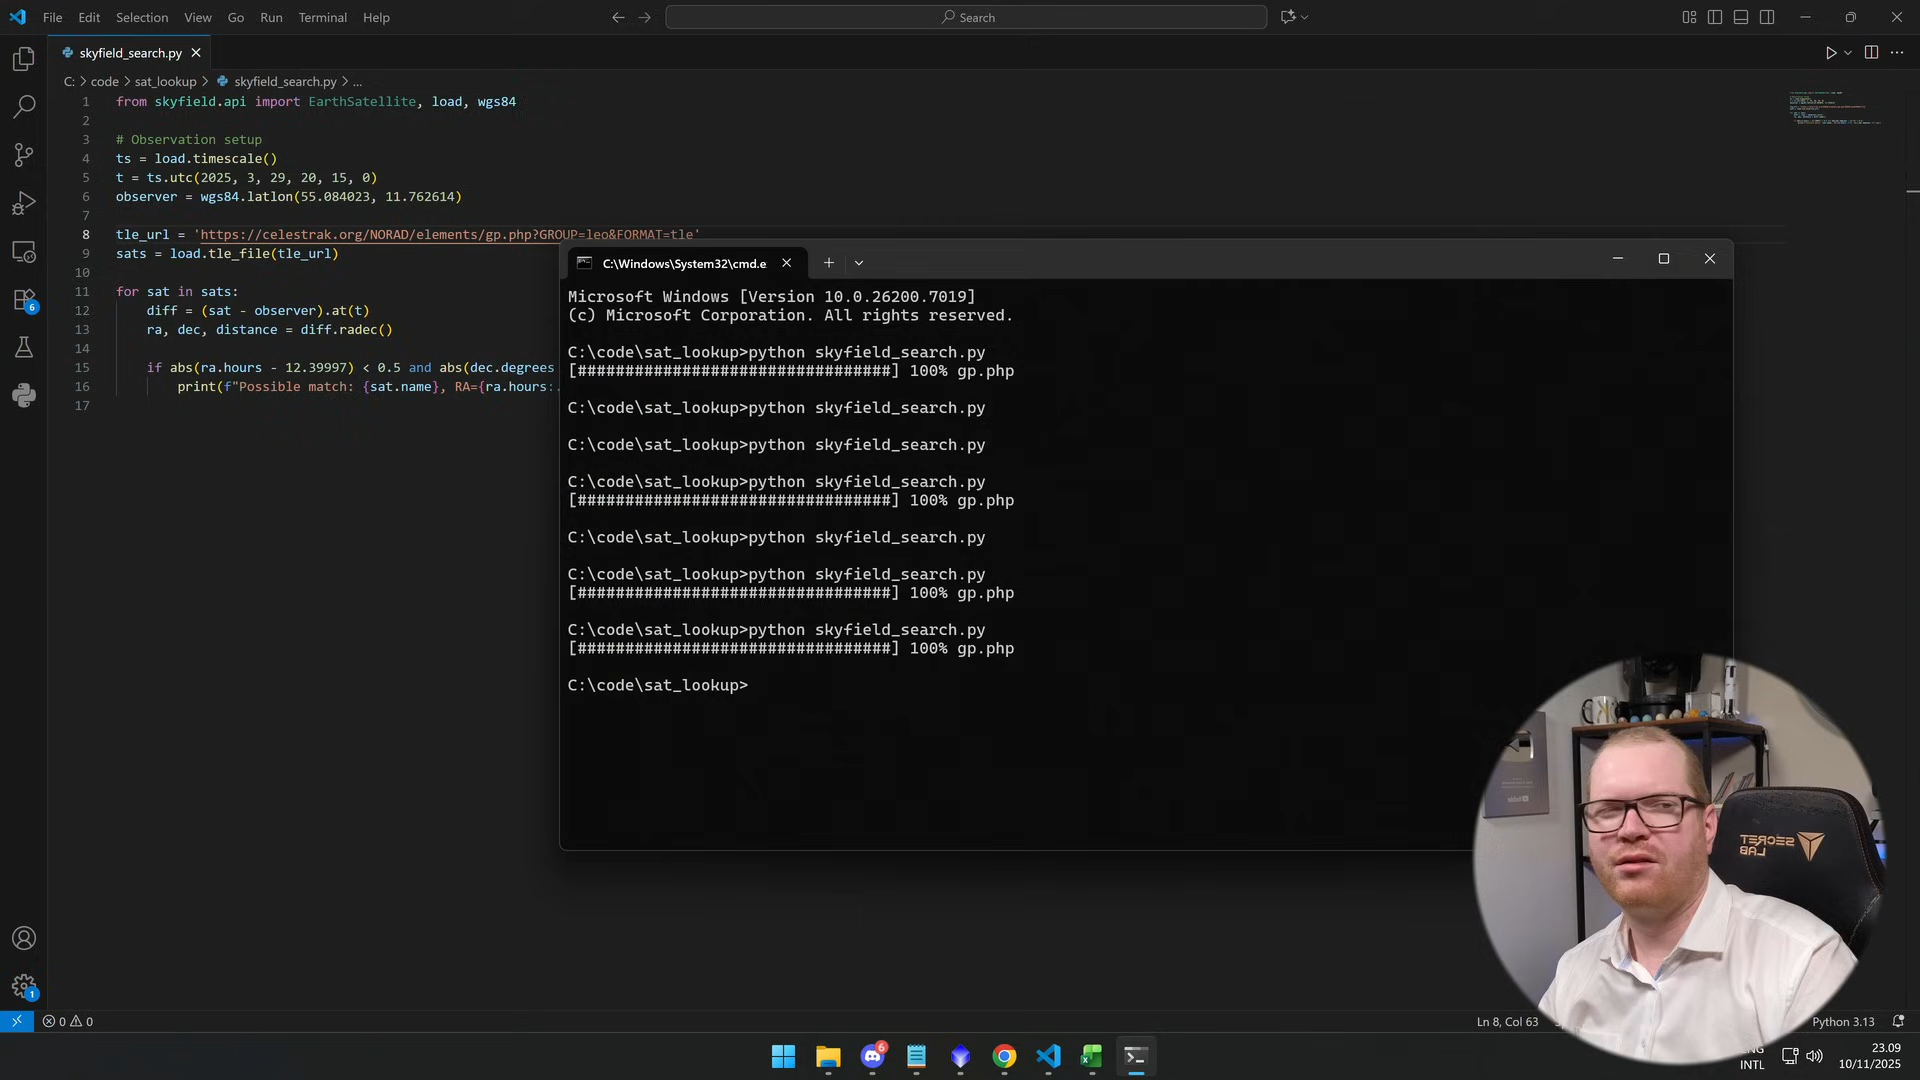 File Edit Selection View Go Run Terminal Help
Search
skyfield_search.py
C: > code > sat_lookup > skyfield_search.py > ...
1 from skyfield.api import EarthSatellite, load, wgs84
2
3 # Observation setup
4 ts = load.timescale()
5 t = ts.utc(2025, 3, 29, 20, 15, 0)
6 observer = wgs84.latlon(55.084023, 11.762614)
7
8 tle_url = 'https://celestrak.org/NORAD/elements/gp.php?GROUP=leo&FORMAT=tle'
9 sats = load.tle_file(tle_url)
10
11 for sat in sats:
12 diff = (sat - observer).at(t)
13 ra, dec, distance = diff.radec()
14
15 if abs(ra.hours - 12.39997) < 0.5 and abs(dec.degrees
16 print(f"Possible match: {sat.name}, RA={ra.hours:.
17
C:\Windows\System32\cmd.e
Microsoft Windows [Version 10.0.26200.7019]
(c) Microsoft Corporation. All rights reserved.
C:\code\sat_lookup>python skyfield_search.py
[#################################] 100% gp.php
C:\code\sat_lookup>python skyfield_search.py
C:\code\sat_lookup>python skyfield_search.py
C:\code\sat_lookup>python skyfield_search.py
[#################################] 100% gp.php
C:\code\sat_lookup>python skyfield_search.py
C:\code\sat_lookup>python skyfield_search.py
[#################################] 100% gp.php
C:\code\sat_lookup>python skyfield_search.py
[#################################] 100% gp.php
C:\code\sat_lookup>
6
1
SECRET
LAB
0 0
Ln 8, Col 63
Python 3.13
6
ENG
INTL
23.09
10/11/2025